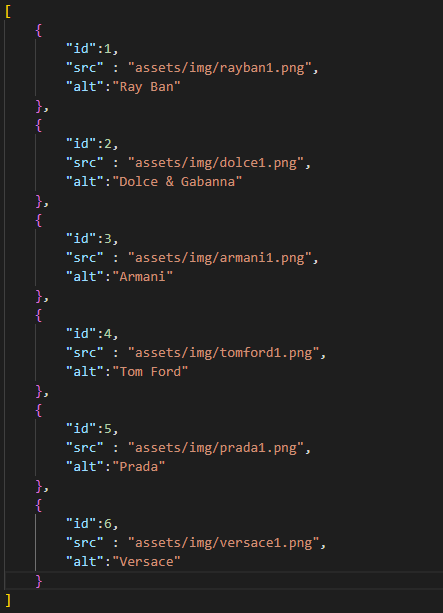 [
    {
        "id":1,
        "src" : "assets/img/rayban1.png",
        "alt":"Ray Ban"
    },
    {
        "id":2,
        "src" : "assets/img/dolce1.png",
        "alt":"Dolce & Gabanna"
    },
    {
        "id":3,
        "src" : "assets/img/armani1.png",
        "alt":"Armani"
    },
    {
        "id":4,
        "src" : "assets/img/tomford1.png",
        "alt":"Tom Ford"
    },
    {
        "id":5,
        "src" : "assets/img/prada1.png",
        "alt":"Prada"
    },
    {
        "id":6,
        "src" : "assets/img/versace1.png",
        "alt":"Versace"
    }
]